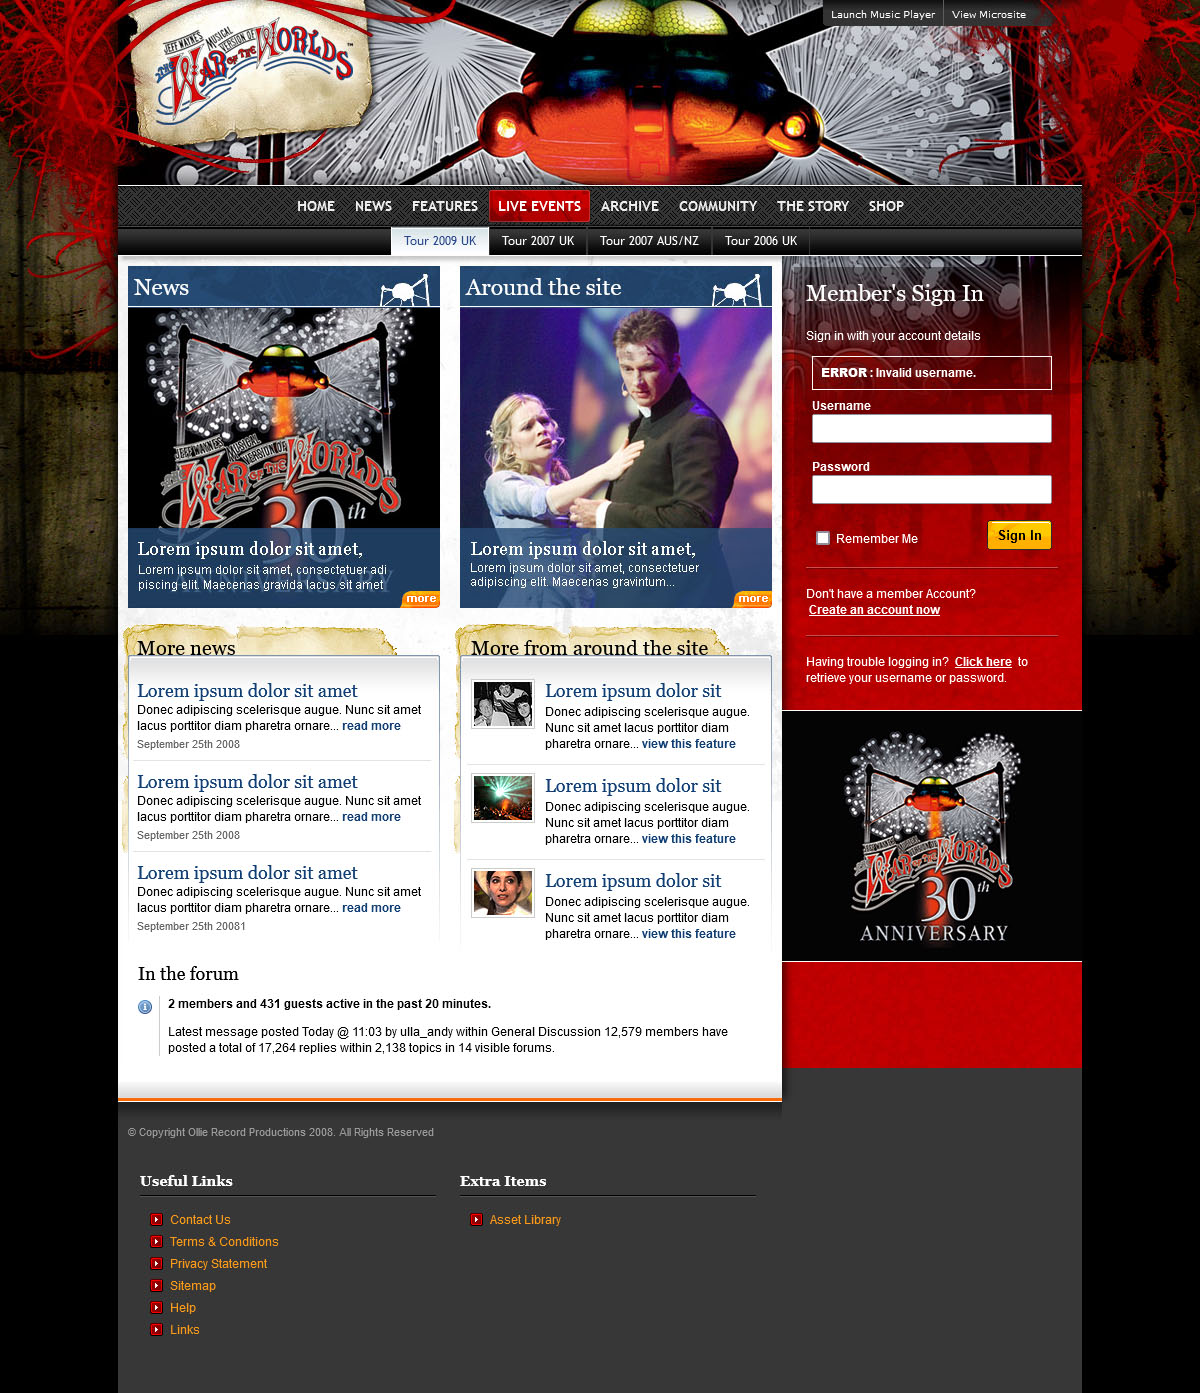 Launch Music Player
View Microsite
JEFF WAYNE'S MUSICAL VERSION OF
THE WAR OF THE WORLDS™
HOME
NEWS
FEATURES
LIVE EVENTS
ARCHIVE
COMMUNITY
THE STORY
SHOP
Tour 2009 UK
Tour 2007 UK
Tour 2007 AUS/NZ
Tour 2006 UK
News
JEFF WAYNE'S MUSICAL VERSION OF
THE WAR OF THE WORLDS
30th
ANNIVERSARY
Lorem ipsum dolor sit amet,
Lorem ipsum dolor sit amet, consectetuer adi
piscing elit. Maecenas gravida lacus sit amet
more
Around the site
Lorem ipsum dolor sit amet,
Lorem ipsum dolor sit amet, consectetuer
adipiscing elit. Maecenas gravintum...
more
More news
Lorem ipsum dolor sit amet
Donec adipiscing scelerisque augue. Nunc sit amet
lacus porttitor diam pharetra ornare... read more
September 25th 2008
Lorem ipsum dolor sit amet
Donec adipiscing scelerisque augue. Nunc sit amet
lacus porttitor diam pharetra ornare... read more
September 25th 2008
Lorem ipsum dolor sit amet
Donec adipiscing scelerisque augue. Nunc sit amet
lacus porttitor diam pharetra ornare... read more
September 25th 20081
More from around the site
Lorem ipsum dolor sit
Donec adipiscing scelerisque augue.
Nunc sit amet lacus porttitor diam
pharetra ornare... view this feature
Lorem ipsum dolor sit
Donec adipiscing scelerisque augue.
Nunc sit amet lacus porttitor diam
pharetra ornare... view this feature
Lorem ipsum dolor sit
Donec adipiscing scelerisque augue.
Nunc sit amet lacus porttitor diam
pharetra ornare... view this feature
In the forum
2 members and 431 guests active in the past 20 minutes.
Latest message posted Today @ 11:03 by ulla_andy within General Discussion 12,579 members have
posted a total of 17,264 replies within 2,138 topics in 14 visible forums.
Member's Sign In
Sign in with your account details
ERROR : Invalid username.
Username
Password
Remember Me
Sign In
Don't have a member Account?
Create an account now
Having trouble logging in? Click here to
retrieve your username or password.
JEFF WAYNE'S MUSICAL VERSION OF
THE WAR OF THE WORLDS
30th
ANNIVERSARY
© Copyright Ollie Record Productions 2008. All Rights Reserved
Useful Links
Contact Us
Terms & Conditions
Privacy Statement
Sitemap
Help
Links
Extra Items
Asset Library